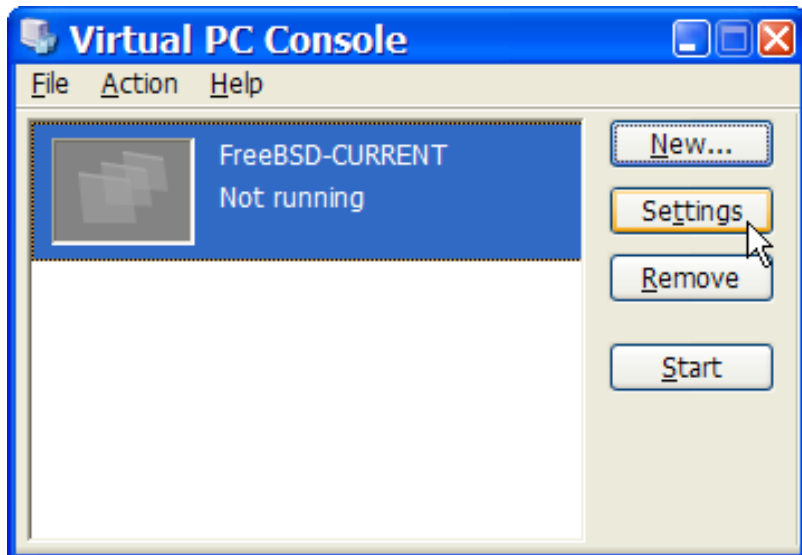 Virtual PC Console
File Action Help
FreeBSD-CURRENT
Not running
New...
Settings
Remove
Start